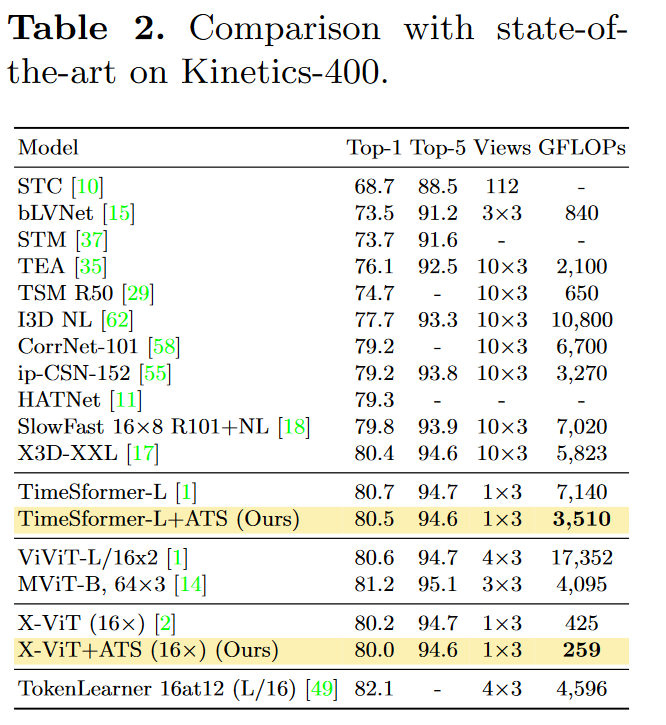 Table 2. Comparison with state-of-
the-art on Kinetics-400.
Model Top-1 Top-5 Views GFLOPs
STC [10] 68.7 88.5 112 -
bLVNet [15] 73.5 91.2 3×3 840
STM [37] 73.7 91.6 - -
TEA [35] 76.1 92.5 10×3 2,100
TSM R50 [29] 74.7 - 10×3 650
I3D NL [62] 77.7 93.3 10×3 10,800
CorrNet-101 [58] 79.2 - 10×3 6,700
ip-CSN-152 [55] 79.2 93.8 10×3 3,270
HATNet [11] 79.3 - - -
SlowFast 16×8 R101+NL [18] 79.8 93.9 10×3 7,020
X3D-XXL [17] 80.4 94.6 10×3 5,823
TimeSformer-L [1] 80.7 94.7 1×3 7,140
TimeSformer-L+ATS (Ours) 80.5 94.6 1×3 3,510
ViViT-L/16x2 [1] 80.6 94.7 4×3 17,352
MViT-B, 64×3 [14] 81.2 95.1 3×3 4,095
X-ViT (16×) [2] 80.2 94.7 1×3 425
X-ViT+ATS (16×) (Ours) 80.0 94.6 1×3 259
TokenLearner 16at12 (L/16) [49] 82.1 - 4×3 4,596